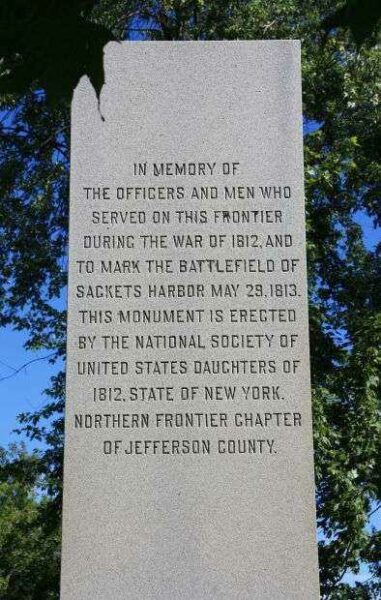 IN MEMORY OF
THE OFFICERS AND MEN WHO
SERVED ON THIS FRONTIER
DURING THE WAR OF 1812, AND
TO MARK THE BATTLEFIELD OF
SACKETS HARBOR MAY 29, 1813.
THIS MONUMENT IS ERECTED
BY THE NATIONAL SOCIETY OF
UNITED STATES DAUGHTERS OF
1812, STATE OF NEW YORK.
NORTHERN FRONTIER CHAPTER
OF JEFFERSON COUNTY.